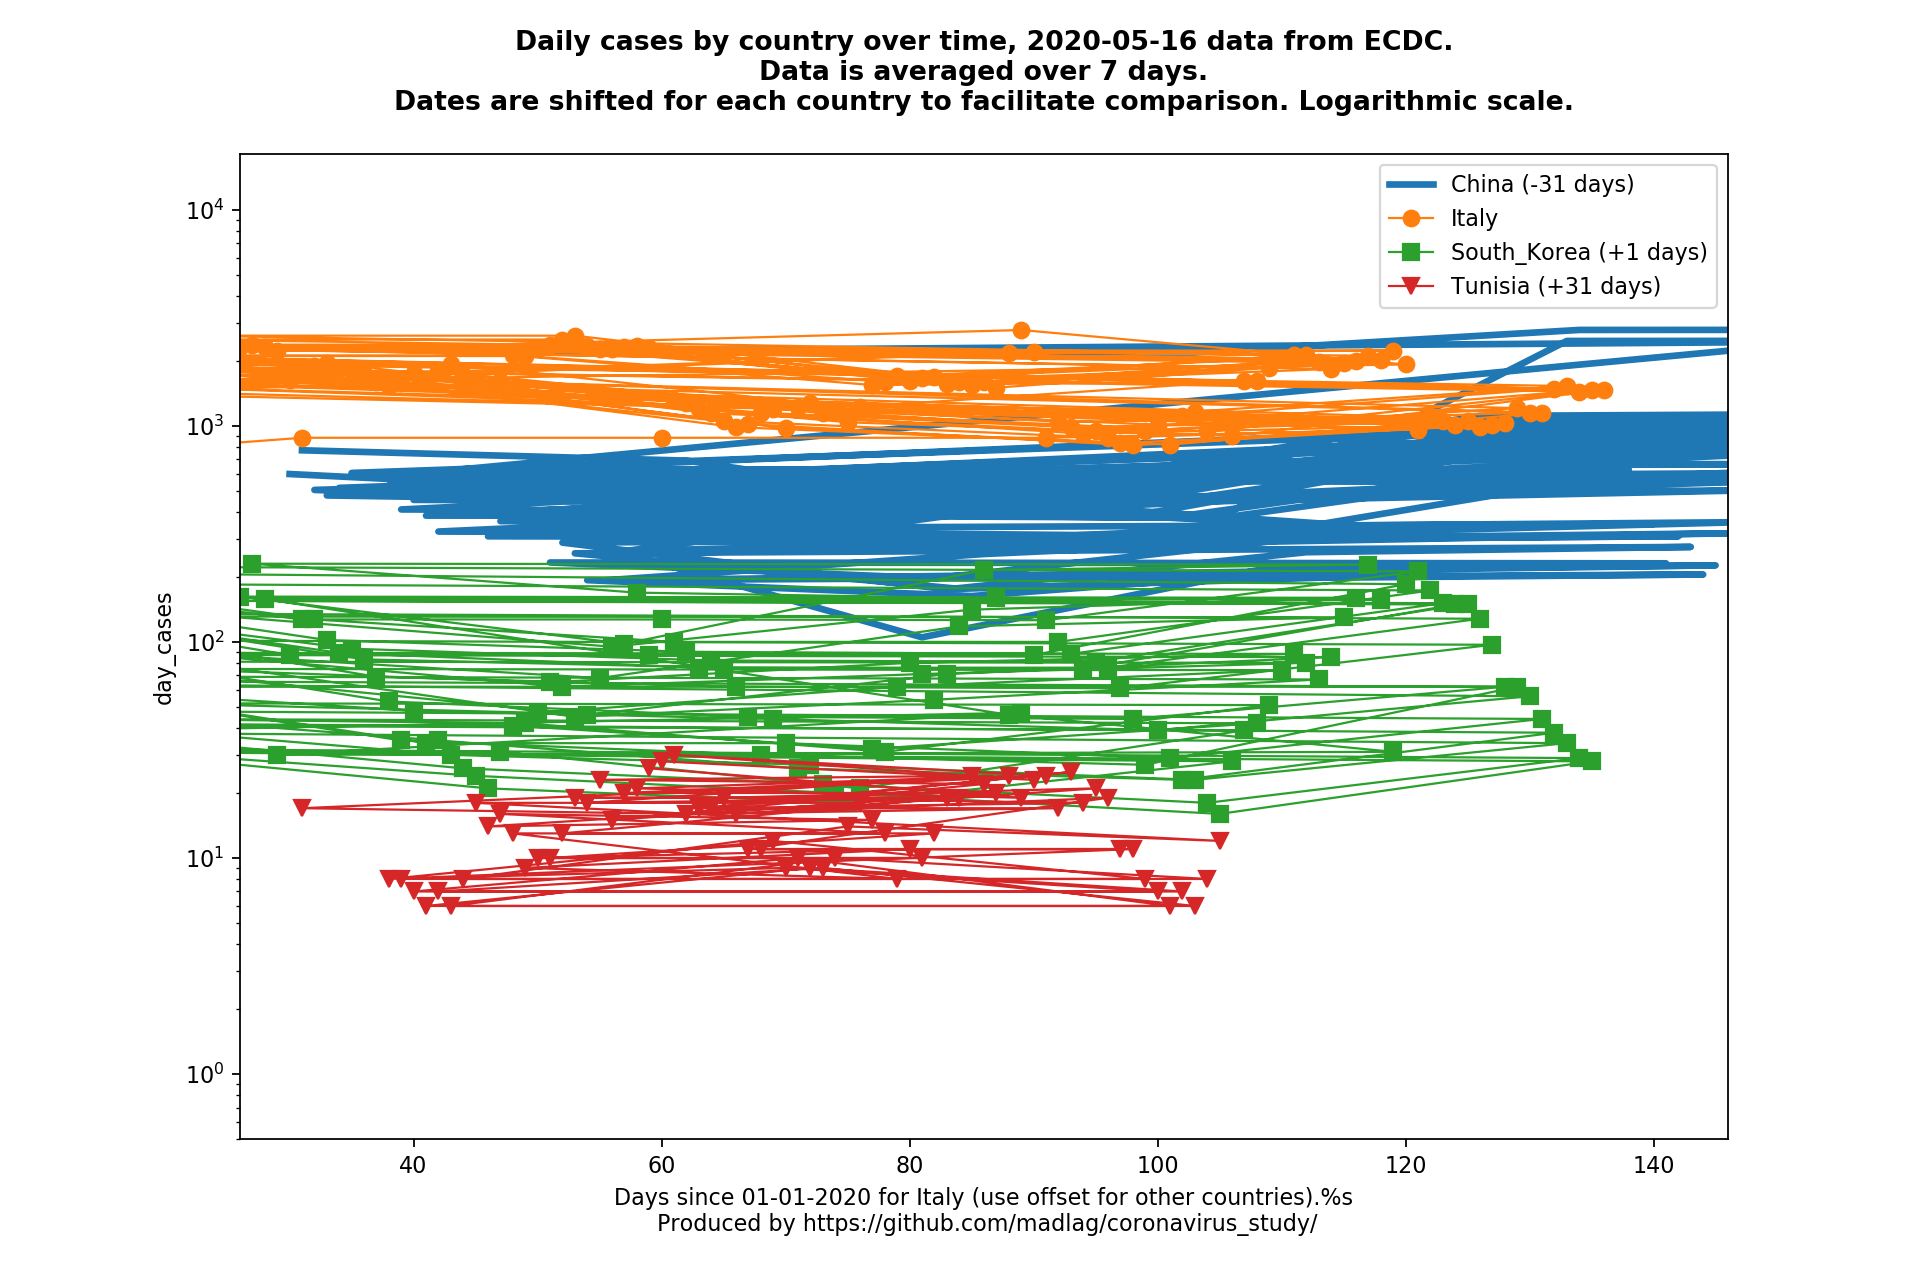 Daily cases by country over time, 2020-05-16 data from ECDC.
Data is averaged over 7 days.
Dates are shifted for each country to facilitate comparison. Logarithmic scale.
China (-31 days)
Italy
South_Korea (+1 days)
Tunisia (+31 days)
day_cases
10^4
10^3
10^2
10^1
10^0
40 60 80 100 120 140
Days since 01-01-2020 for Italy (use offset for other countries).%s
Produced by https://github.com/madlag/coronavirus_study/